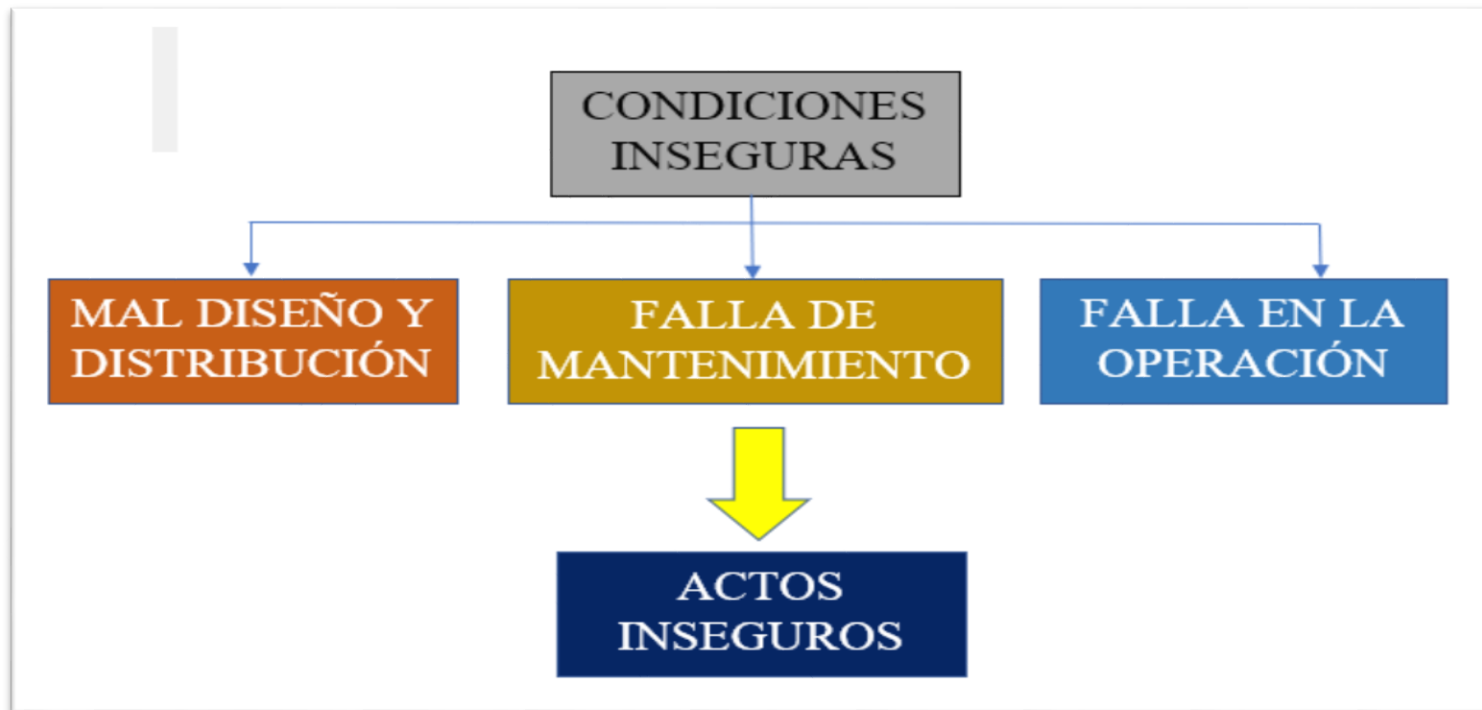 CONDICIONES
INSEGURAS
MAL DISEÑO Y
DISTRIBUCIÓN
FALLA DE
MANTENIMIENTO
FALLA EN LA
OPERACIÓN
ACTOS
INSEGUROS